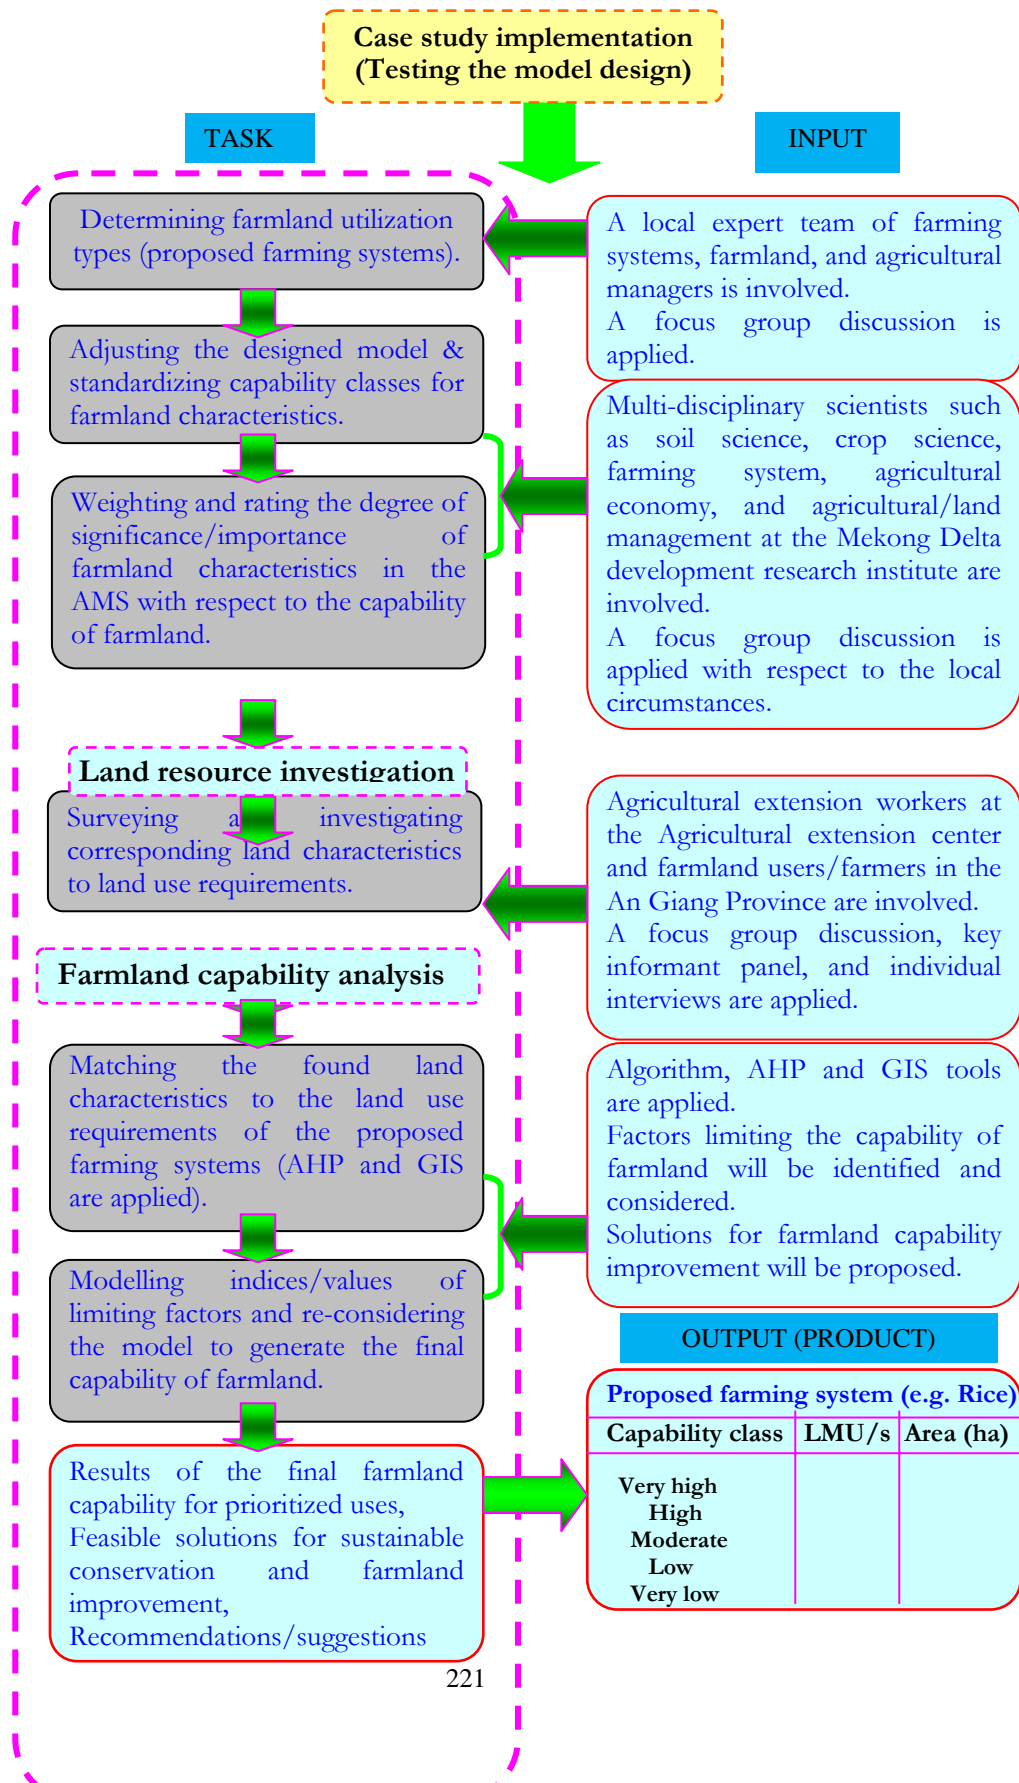 Case study implementation
(Testing the model design)
TASK
INPUT
Determining farmland utilization
types (proposed farming systems).
A local expert team of farming
systems, farmland, and agricultural
managers is involved.
A focus group discussion is
applied.
Adjusting the designed model &
standardizing capability classes for
farmland characteristics.
Multi-disciplinary scientists such
as soil science, crop science,
farming system, agricultural
economy, and agricultural/land
management at the Mekong Delta
development research institute are
involved.
A focus group discussion is
applied with respect to the local
circumstances.
Weighting and rating the degree of
significance/importance of
farmland characteristics in the
AMS with respect to the capability
of farmland.
Land resource investigation
Surveying a investigating
corresponding land characteristics
to land use requirements.
Agricultural extension workers at
the Agricultural extension center
and farmland users/farmers in the
An Giang Province are involved.
A focus group discussion, key
informant panel, and individual
interviews are applied.
Farmland capability analysis
Matching the found land
characteristics to the land use
requirements of the proposed
farming systems (AHP and GIS
are applied).
Algorithm, AHP and GIS tools
are applied.
Factors limiting the capability of
farmland will be identified and
considered.
Solutions for farmland capability
improvement will be proposed.
Modelling indices/values of
limiting factors and re-considering
the model to generate the final
capability of farmland.
OUTPUT (PRODUCT)
Proposed farming system (e.g. Rice)
Capability class LMU/s Area (ha)
Very high
High
Moderate
Low
Very low
Results of the final farmland
capability for prioritized uses,
Feasible solutions for sustainable
conservation and farmland
improvement,
Recommendations/suggestions
221